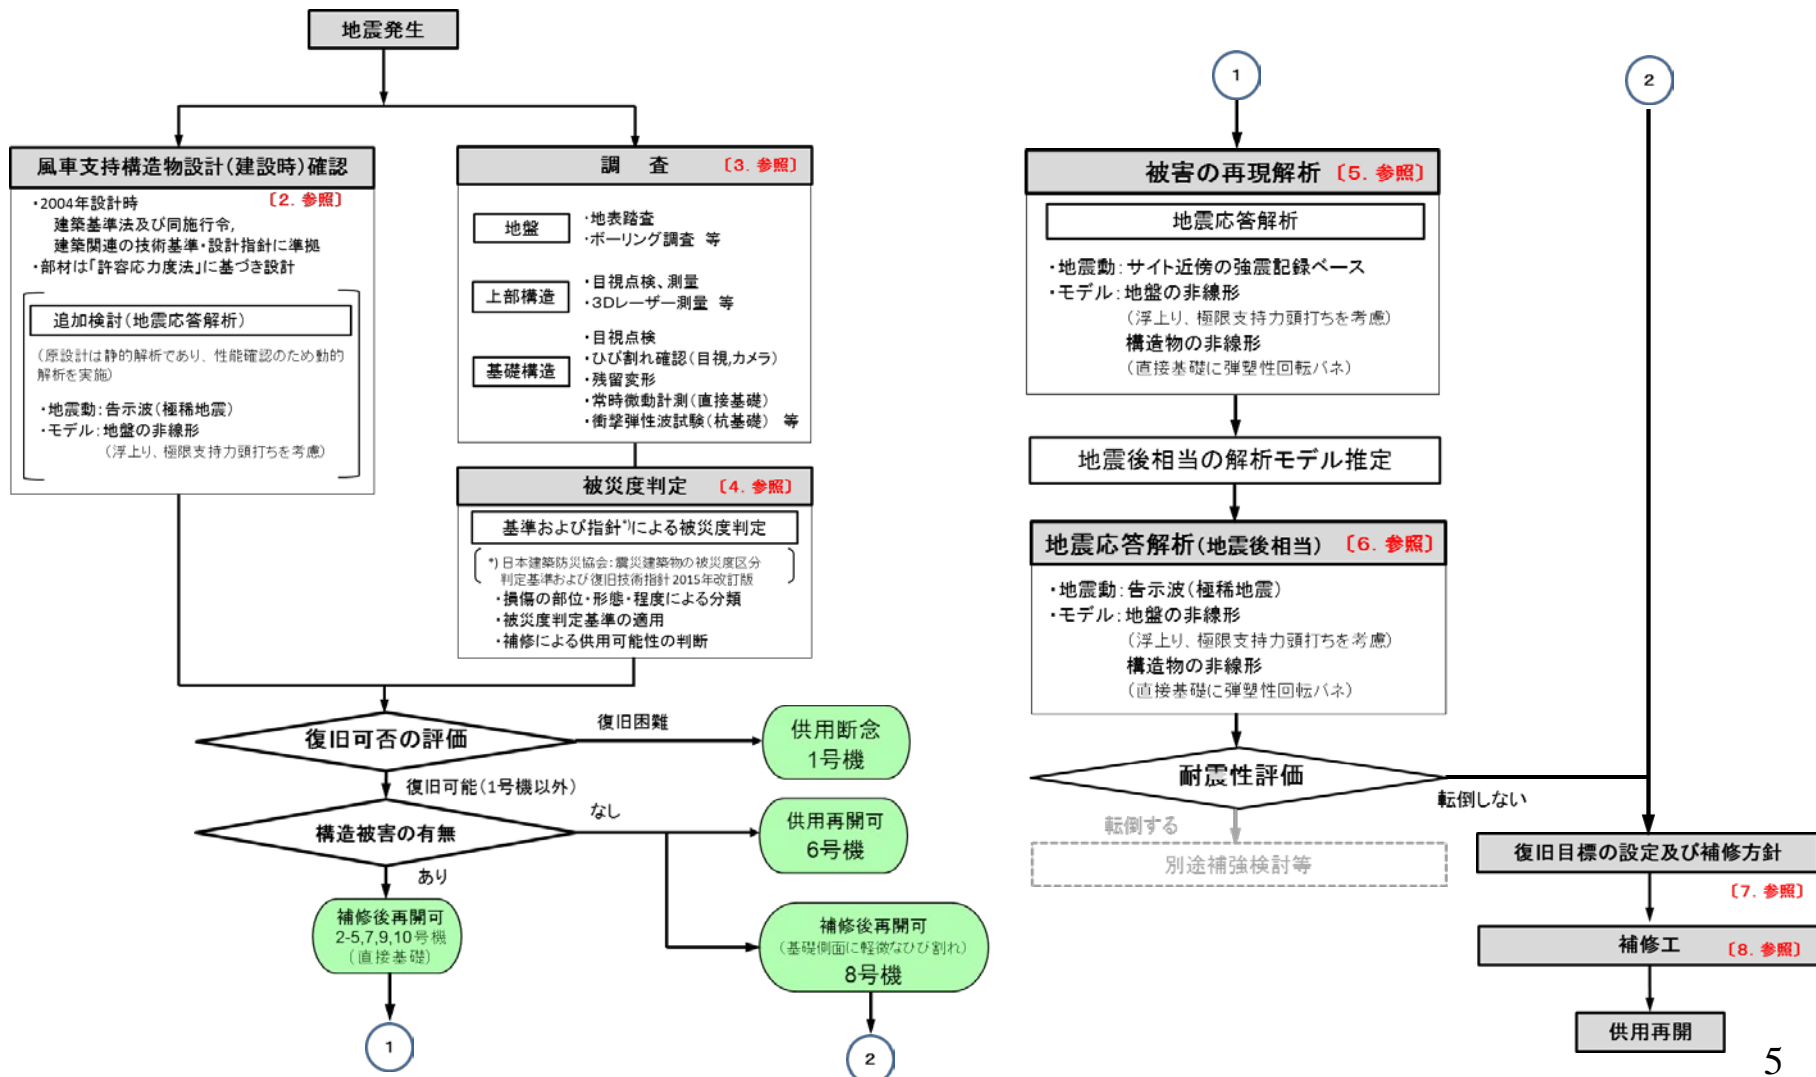 地震発生
風車支持構造物設計(建設時)確認
〔2. 参照〕
・2004年設計時
建築基準法及び同施行令,
建築関連の技術基準・設計指針に準拠
・部材は「許容応力度法」に基づき設計
追加検討(地震応答解析)
(原設計は静的解析であり、性能確認のため動的
解析を実施)
・地震動:告示波(極稀地震)
・モデル:地盤の非線形
(浮上り、極限支持力頭打ちを考慮)
調 査 〔3. 参照〕
地盤
・地表踏査
・ボーリング調査 等
上部構造
・目視点検、測量
・3Dレーザー測量 等
基礎構造
・目視点検
・ひび割れ確認(目視,カメラ)
・残留変形
・常時微動計測(直接基礎)
・衝撃弾性波試験(杭基礎) 等
被災度判定 〔4. 参照〕
基準および指針*)による被災度判定
*) 日本建築防災協会:震災建築物の被災度区分
判定基準および復旧技術指針 2015年改訂版
・損傷の部位・形態・程度による分類
・被災度判定基準の適用
・補修による供用可能性の判断
復旧可否の評価
復旧困難
供用断念
1号機
復旧可能(1号機以外)
構造被害の有無
なし
供用再開可
6号機
あり
補修後再開可
2-5,7,9,10号機
(直接基礎)
補修後再開可
(基礎側面に軽微なひび割れ)
8号機
1
2
1
被害の再現解析 〔5. 参照〕
地震応答解析
・地震動:サイト近傍の強震記録ベース
・モデル:地盤の非線形
(浮上り、極限支持力頭打ちを考慮)
構造物の非線形
(直接基礎に弾塑性回転バネ)
地震後相当の解析モデル推定
地震応答解析(地震後相当) 〔6. 参照〕
・地震動:告示波(極稀地震)
・モデル:地盤の非線形
(浮上り、極限支持力頭打ちを考慮)
構造物の非線形
(直接基礎に弾塑性回転バネ)
耐震性評価
転倒しない
転倒する
別途補強検討等
2
復旧目標の設定及び補修方針
〔7. 参照〕
補修工 〔8. 参照〕
供用再開
5